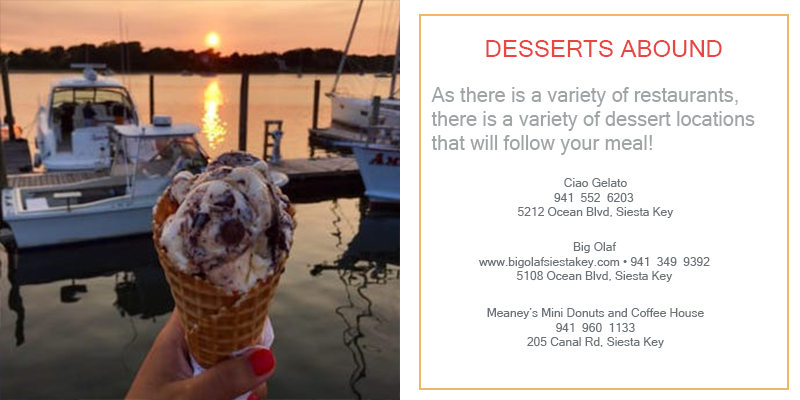 DESSERTS ABOUND
As there is a variety of restaurants,
there is a variety of dessert locations
that will follow your meal!
Ciao Gelato
941 552 6203
5212 Ocean Blvd, Siesta Key
Big Olaf
www.bigolafsiestakey.com • 941 349 9392
5108 Ocean Blvd, Siesta Key
Meaney's Mini Donuts and Coffee House
941 960 1133
205 Canal Rd, Siesta Key